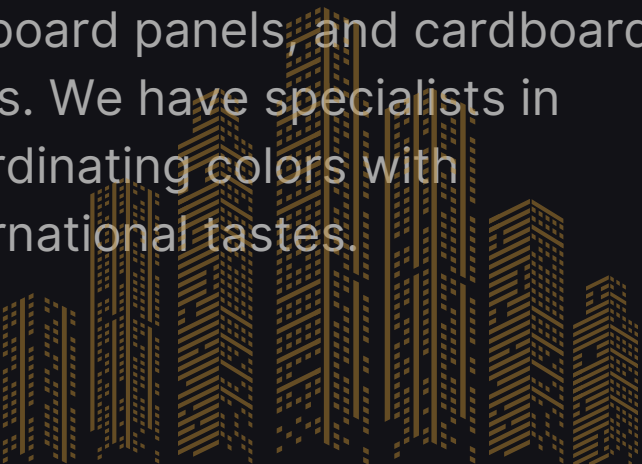 board panels, and cardboard
s. We have specialists in
rdinating colors with
rnational tastes.